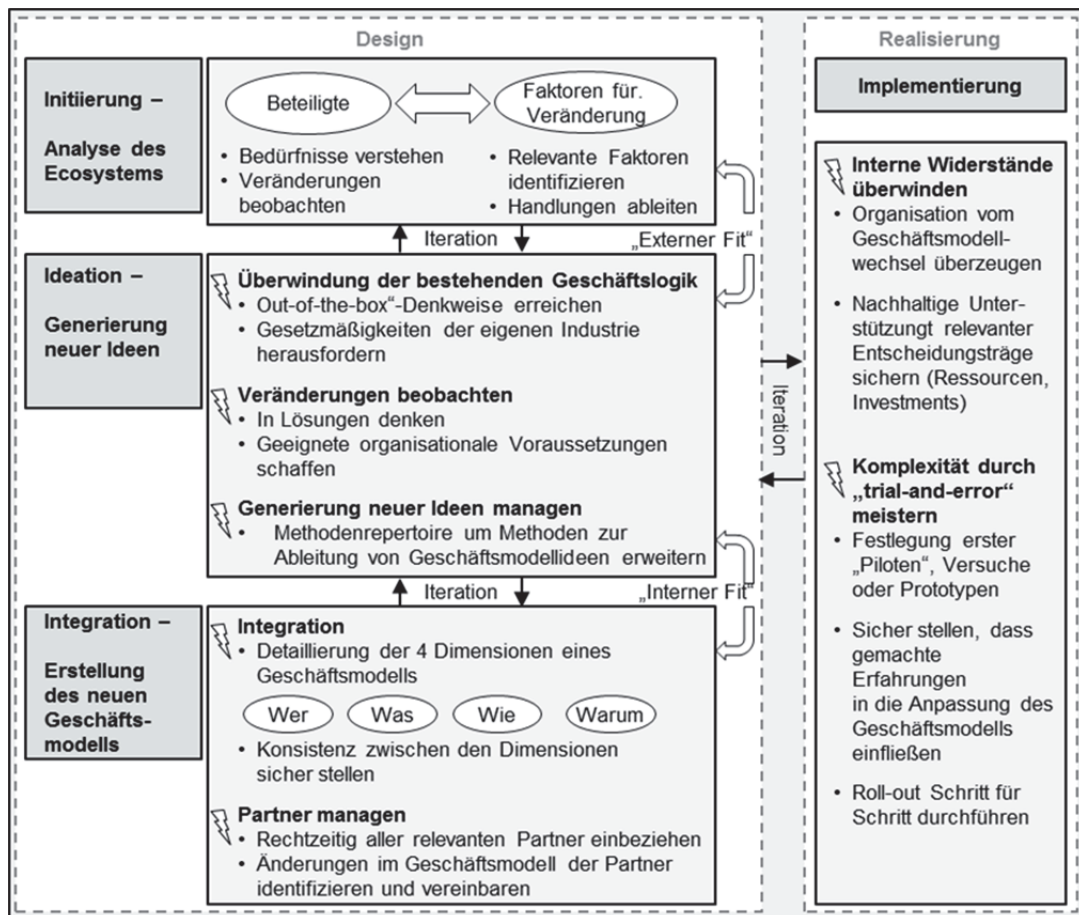 Design
Initiierung –
Analyse des
Ecosystems
Beteiligte
Faktoren für.
Veränderung
• Bedürfnisse verstehen
• Veränderungen
beobachten
• Relevante Faktoren
identifizieren
• Handlungen ableiten
Iteration
„Externer Fit“
Ideation –
Generierung
neuer Ideen
Überwindung der bestehenden Geschäftslogik
• Out-of-the-box“-Denkweise erreichen
• Gesetzmäßigkeiten der eigenen Industrie
herausfordern
Veränderungen beobachten
• In Lösungen denken
• Geeignete organisationale Voraussetzungen
schaffen
Generierung neuer Ideen managen
• Methodenrepertoire um Methoden zur
Ableitung von Geschäftsmodellideen erweitern
Iteration
„Interner Fit“
Integration –
Erstellung
des neuen
Geschäfts-
modells
Integration
• Detaillierung der 4 Dimensionen eines
Geschäftsmodells
Wer
Was
Wie
Warum
• Konsistenz zwischen den Dimensionen
sicher stellen
Partner managen
• Rechtzeitig aller relevanten Partner einbeziehen
• Änderungen im Geschäftsmodell der Partner
identifizieren und vereinbaren
Iteration
Realisierung
Implementierung
Interne Widerstände
überwinden
• Organisation vom
Geschäftsmodell-
wechsel überzeugen
• Nachhaltige Unter-
stützungt relevanter
Entscheidungsträge
sichern (Ressourcen,
Investments)
Komplexität durch
„trial-and-error“
meistern
• Festlegung erster
„Piloten“, Versuche
oder Prototypen
• Sicher stellen, dass
gemachte
Erfahrungen
in die Anpassung des
Geschäftsmodells
einfließen
• Roll-out Schritt für
Schritt durchführen